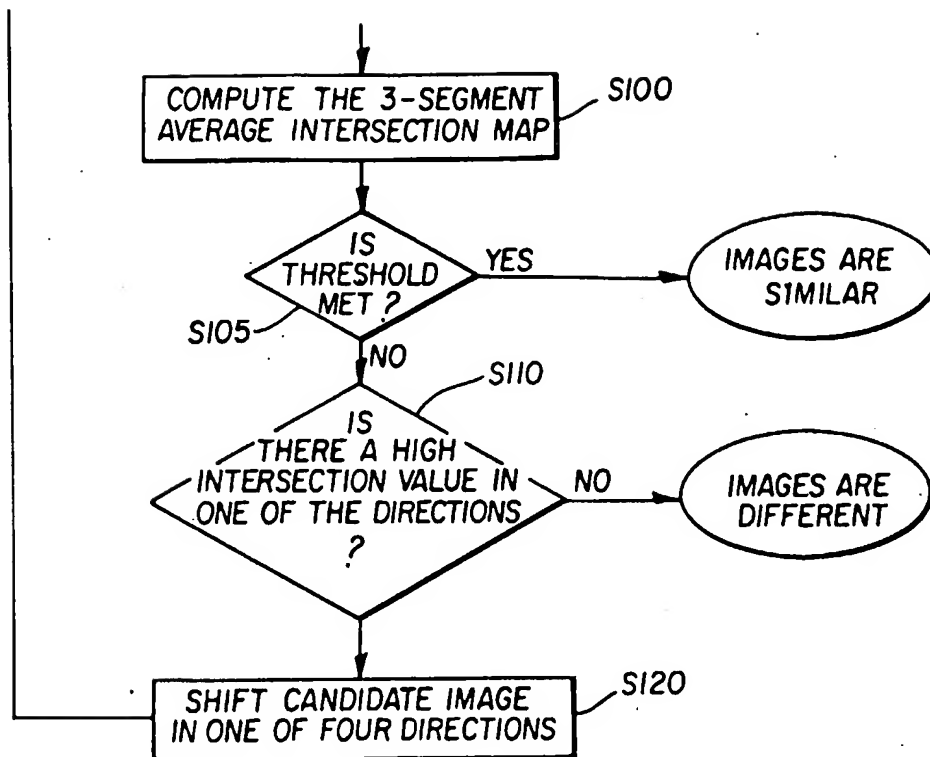 COMPUTE THE 3-SEGMENT
AVERAGE INTERSECTION MAP
S100
IS
THRESHOLD
MET ?
YES
S105
IMAGES ARE
SIMILAR
NO
S110
IS
THERE A HIGH
INTERSECTION VALUE IN
ONE OF THE DIRECTIONS
?
NO
IMAGES ARE
DIFFERENT
SHIFT CANDIDATE IMAGE
IN ONE OF FOUR DIRECTIONS
S120